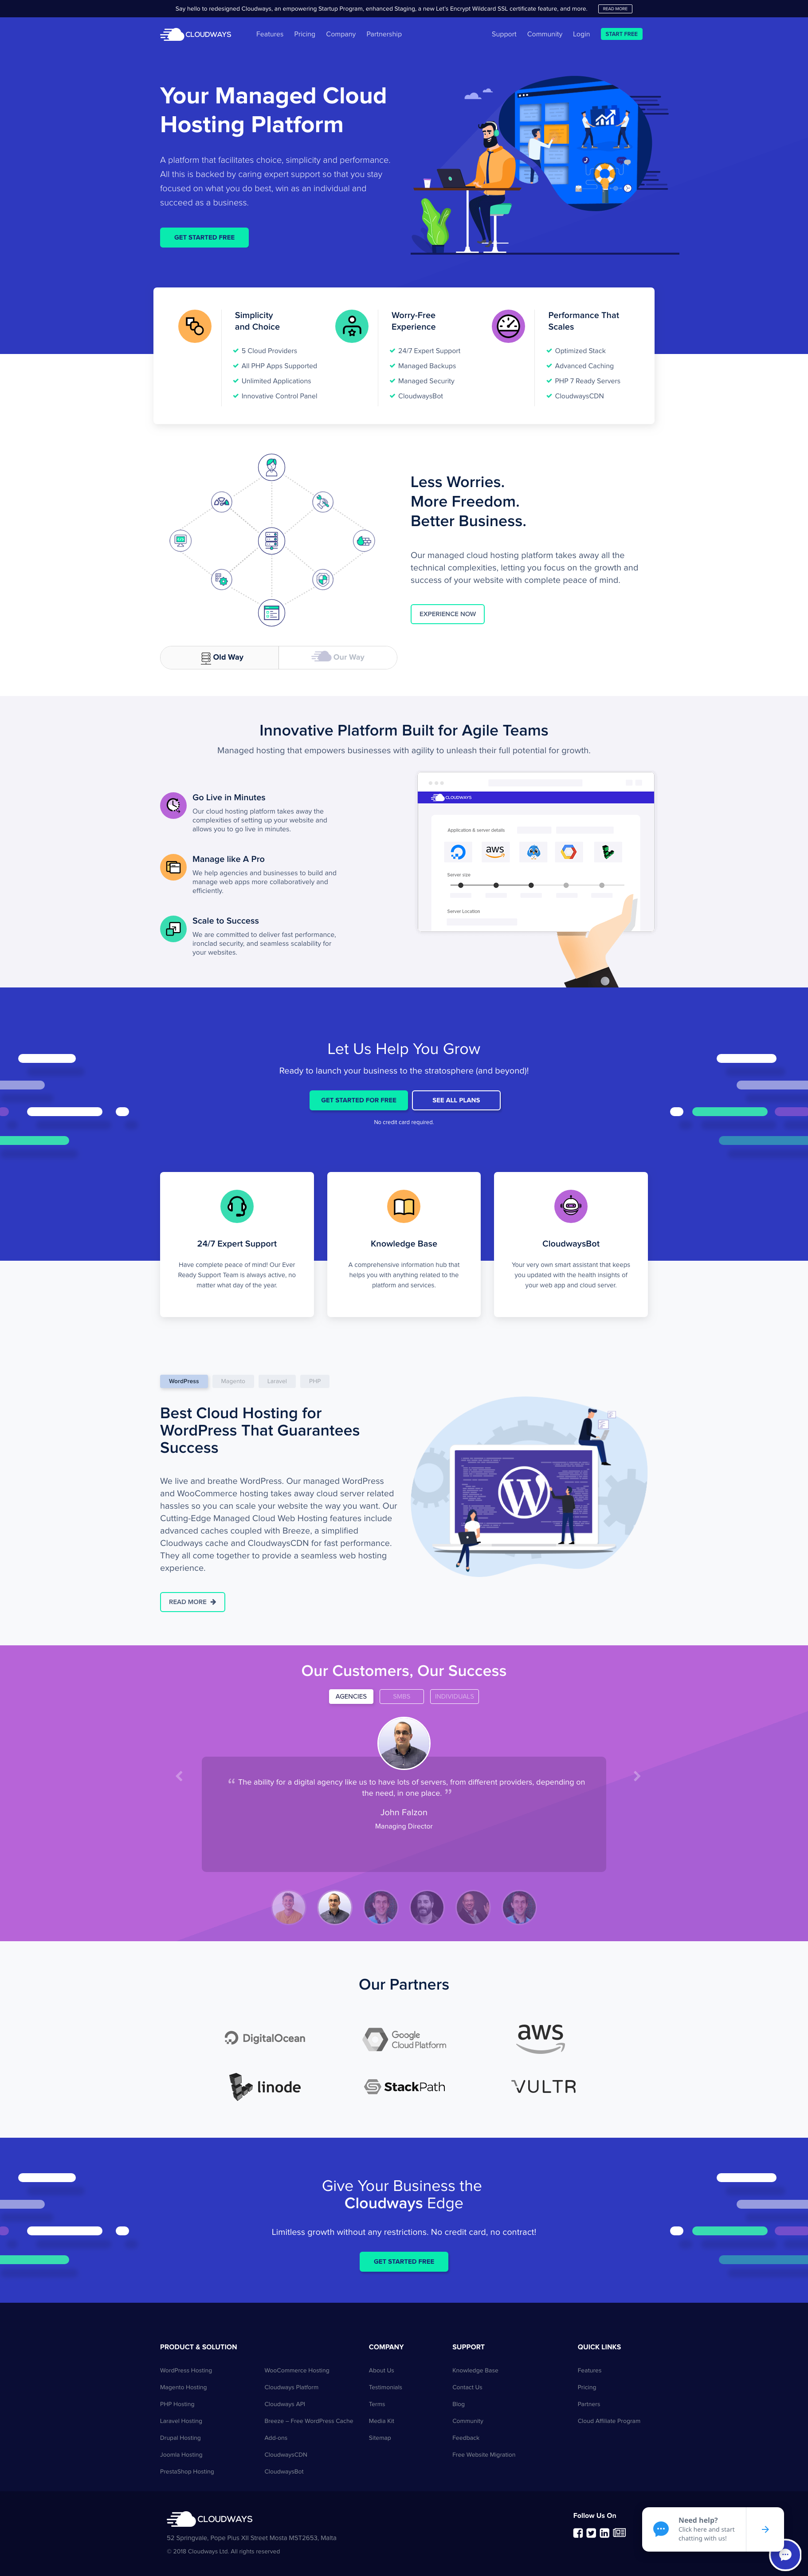 Say hello to redesigned Cloudways, an empowering Startup Program, enhanced Staging, a new Let's Encrypt Wildcard SSL certificate feature, and more. READ MORE
CLOUDWAYS Features Pricing Company Partnership Support Community Login START FREE
Your Managed Cloud
Hosting Platform
A platform that facilitates choice, simplicity and performance.
All this is backed by caring expert support so that you stay
focused on what you do best, win as an individual and
succeed as a business.
GET STARTED FREE
Simplicity
and Choice
5 Cloud Providers
All PHP Apps Supported
Unlimited Applications
Innovative Control Panel
Worry-Free
Experience
24/7 Expert Support
Managed Backups
Managed Security
CloudwaysBot
Performance That
Scales
Optimized Stack
Advanced Caching
PHP 7 Ready Servers
CloudwaysCDN
Less Worries.
More Freedom.
Better Business.
Our managed cloud hosting platform takes away all the
technical complexities, letting you focus on the growth and
success of your website with complete peace of mind.
EXPERIENCE NOW
Old Way Our Way
Innovative Platform Built for Agile Teams
Managed hosting that empowers businesses with agility to unleash their full potential for growth.
Go Live in Minutes
Our cloud hosting platform takes away the
complexities of setting up your website and
allows you to go live in minutes.
Manage like A Pro
We help agencies and businesses to build and
manage web apps more collaboratively and
efficiently.
Scale to Success
We are committed to deliver fast performance,
ironclad security, and seamless scalability for
your websites.
CLOUDWAYS
Application & server details
aws
Server size
Server Location
Let Us Help You Grow
Ready to launch your business to the stratosphere (and beyond)!
GET STARTED FOR FREE SEE ALL PLANS
No credit card required.
24/7 Expert Support
Have complete peace of mind! Our Ever
Ready Support Team is always active, no
matter what day of the year.
Knowledge Base
A comprehensive information hub that
helps you with anything related to the
platform and services.
CloudwaysBot
Your very own smart assistant that keeps
you updated with the health insights of
your web app and cloud server.
WordPress Magento Laravel PHP
Best Cloud Hosting for
WordPress That Guarantees
Success
We live and breathe WordPress. Our managed WordPress
and WooCommerce hosting takes away cloud server related
hassles so you can scale your website the way you want. Our
Cutting-Edge Managed Cloud Web Hosting features include
advanced caches coupled with Breeze, a simplified
Cloudways cache and CloudwaysCDN for fast performance.
They all come together to provide a seamless web hosting
experience.
READ MORE →
Our Customers, Our Success
AGENCIES SMBS INDIVIDUALS
“ The ability for a digital agency like us to have lots of servers, from different providers, depending on
the need, in one place. ”
John Falzon
Managing Director
Our Partners
DigitalOcean
Google
Cloud Platform
aws
linode
StackPath
VULTR
Give Your Business the
Cloudways Edge
Limitless growth without any restrictions. No credit card, no contract!
GET STARTED FREE
PRODUCT & SOLUTION
WordPress Hosting
Magento Hosting
PHP Hosting
Laravel Hosting
Drupal Hosting
Joomla Hosting
PrestaShop Hosting
WooCommerce Hosting
Cloudways Platform
Cloudways API
Breeze – Free WordPress Cache
Add-ons
CloudwaysCDN
CloudwaysBot
COMPANY
About Us
Testimonials
Terms
Media Kit
Sitemap
SUPPORT
Knowledge Base
Contact Us
Blog
Community
Feedback
Free Website Migration
QUICK LINKS
Features
Pricing
Partners
Cloud Affiliate Program
CLOUDWAYS
52 Springvale, Pope Pius XII Street Mosta MST2653, Malta
© 2018 Cloudways Ltd. All rights reserved
Follow Us On
Need help?
Click here and start
chatting with us!